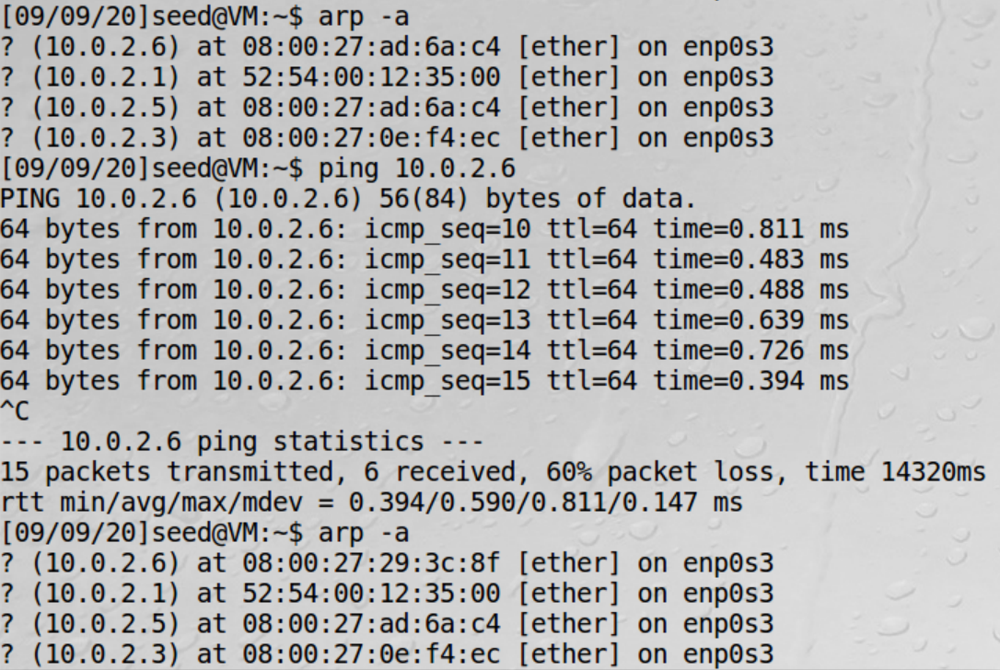 [09/09/20]seed@VM:~$ arp -a
? (10.0.2.6) at 08:00:27:ad:6a:c4 [ether] on enp0s3
? (10.0.2.1) at 52:54:00:12:35:00 [ether] on enp0s3
? (10.0.2.5) at 08:00:27:ad:6a:c4 [ether] on enp0s3
? (10.0.2.3) at 08:00:27:0e:f4:ec [ether] on enp0s3
[09/09/20]seed@VM:~$ ping 10.0.2.6
PING 10.0.2.6 (10.0.2.6) 56(84) bytes of data.
64 bytes from 10.0.2.6: icmp_seq=10 ttl=64 time=0.811 ms
64 bytes from 10.0.2.6: icmp_seq=11 ttl=64 time=0.483 ms
64 bytes from 10.0.2.6: icmp_seq=12 ttl=64 time=0.488 ms
64 bytes from 10.0.2.6: icmp_seq=13 ttl=64 time=0.639 ms
64 bytes from 10.0.2.6: icmp_seq=14 ttl=64 time=0.726 ms
64 bytes from 10.0.2.6: icmp_seq=15 ttl=64 time=0.394 ms
^C
--- 10.0.2.6 ping statistics ---
15 packets transmitted, 6 received, 60% packet loss, time 14320ms
rtt min/avg/max/mdev = 0.394/0.590/0.811/0.147 ms
[09/09/20]seed@VM:~$ arp -a
? (10.0.2.6) at 08:00:27:29:3c:8f [ether] on enp0s3
? (10.0.2.1) at 52:54:00:12:35:00 [ether] on enp0s3
? (10.0.2.5) at 08:00:27:ad:6a:c4 [ether] on enp0s3
? (10.0.2.3) at 08:00:27:0e:f4:ec [ether] on enp0s3